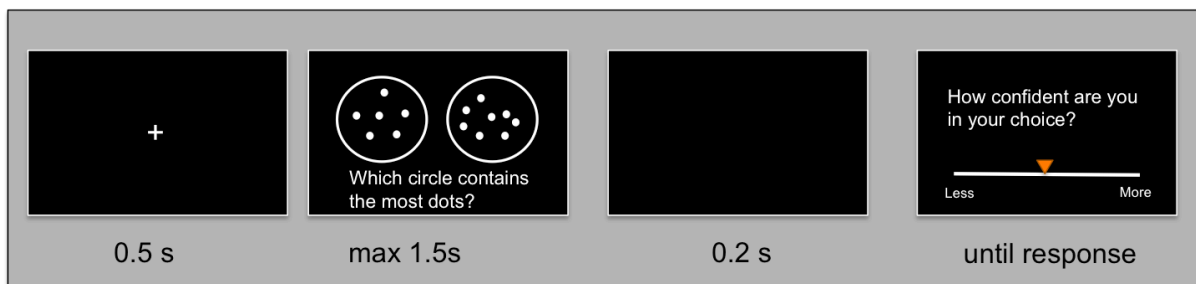 +
Which circle contains
the most dots?
How confident are you
in your choice?
Less More
0.5 s
max 1.5s
0.2 s
until response